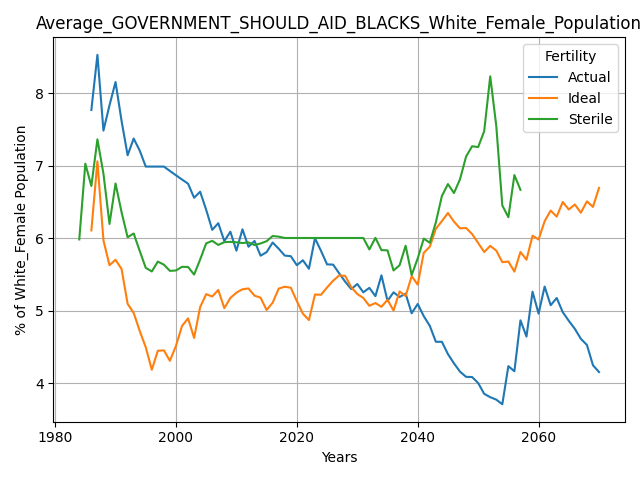 Average_GOVERNMENT_SHOULD_AID_BLACKS_White_Female_Population
Fertility
Actual
Ideal
Sterile
% of White_Female Population
8
7
6
5
4
1980
2000
2020
2040
2060
Years